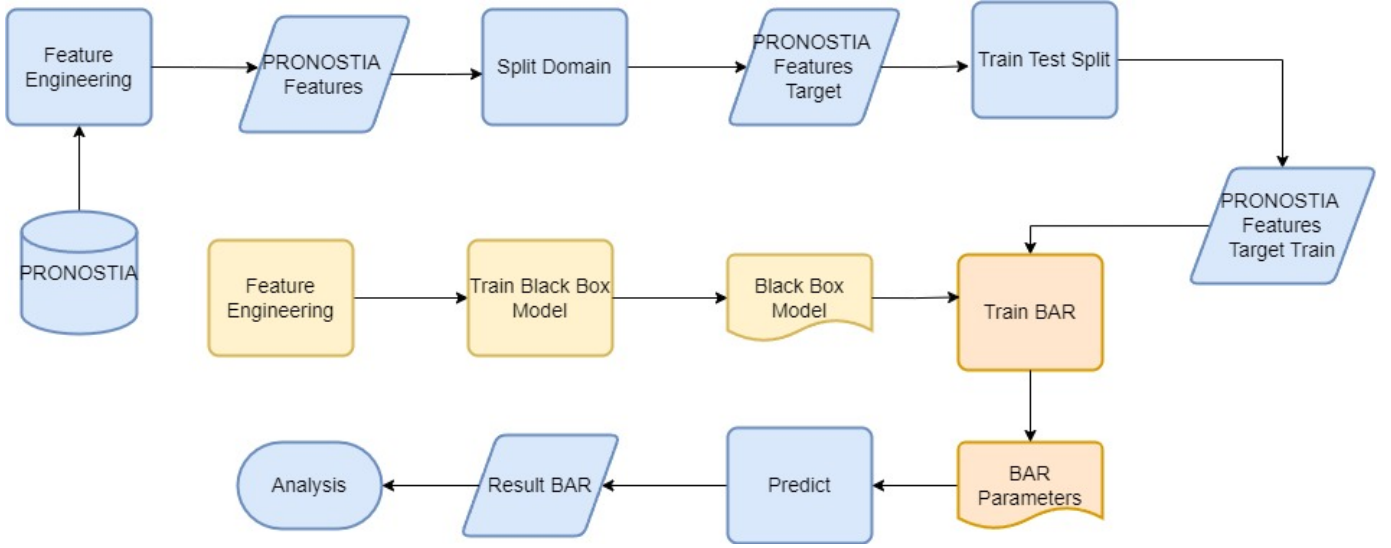 Feature
Engineering
PRONOSTIA
Features
Split Domain
PRONOSTIA
Features
Target
Train Test Split
PRONOSTIA
PRONOSTIA
Features
Target Train
Feature
Engineering
Train Black Box
Model
Black Box
Model
Train BAR
Analysis
Result BAR
Predict
BAR
Parameters